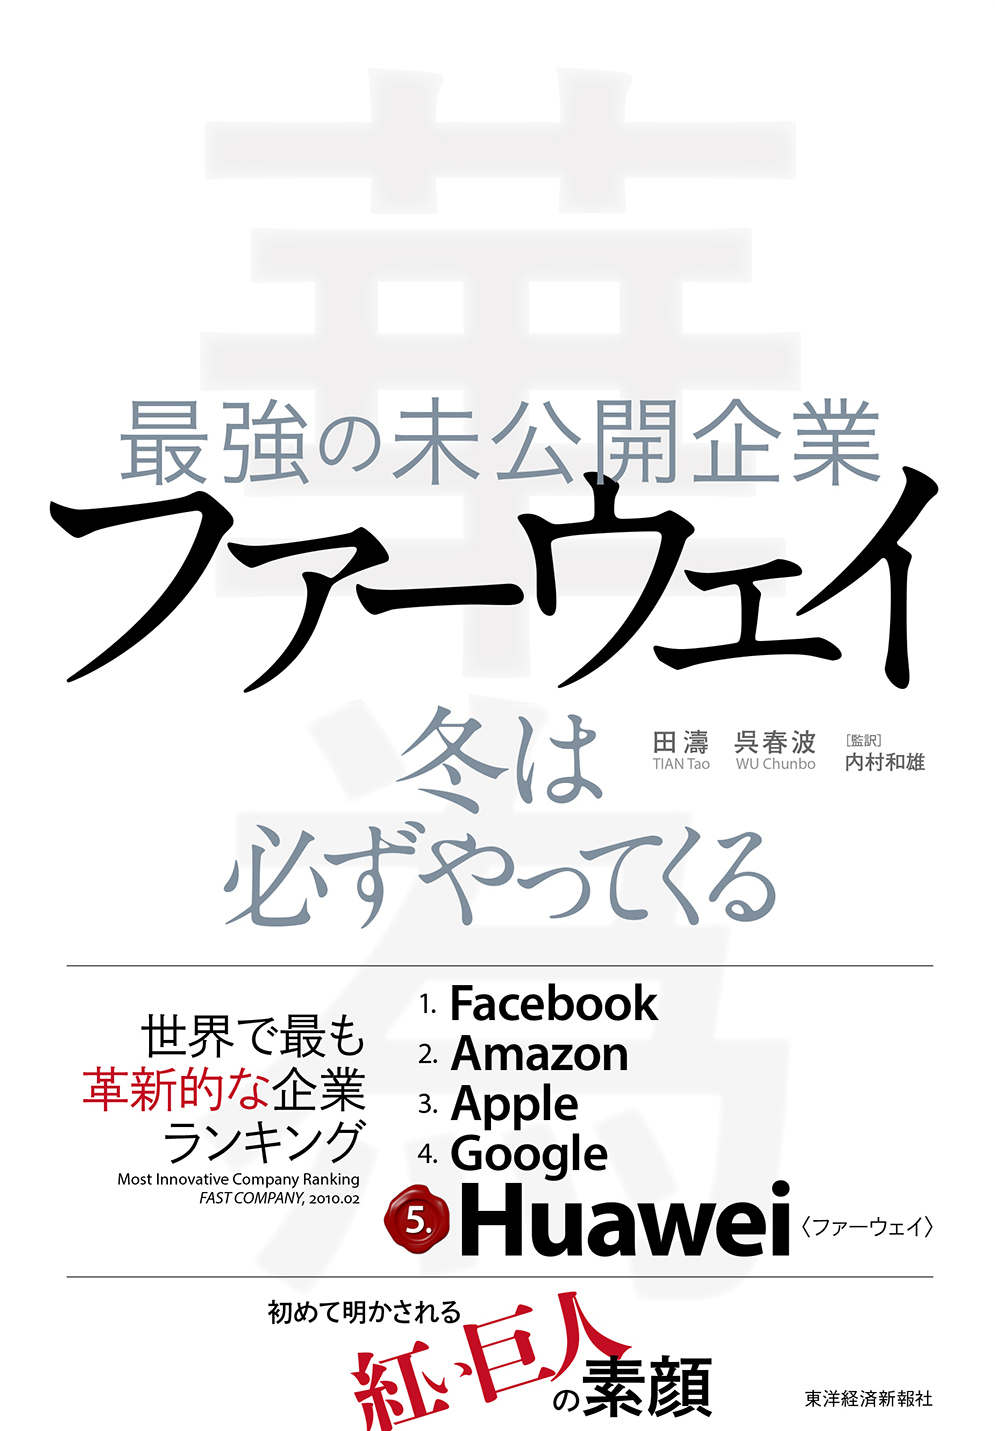 華為
最強の未公開企業
ファーウェイ
冬は
必ずやってくる
田濤 呉春波 [監訳]
TIAN Tao WU Chunbo 内村和雄
世界で最も
革新的な企業
ランキング
Most Innovative Company Ranking
FAST COMPANY, 2010.02
1. Facebook
2. Amazon
3. Apple
4. Google
5. Huawei〈ファーウェイ〉
初めて明かされる
紅い巨人の素顔
東洋経済新報社